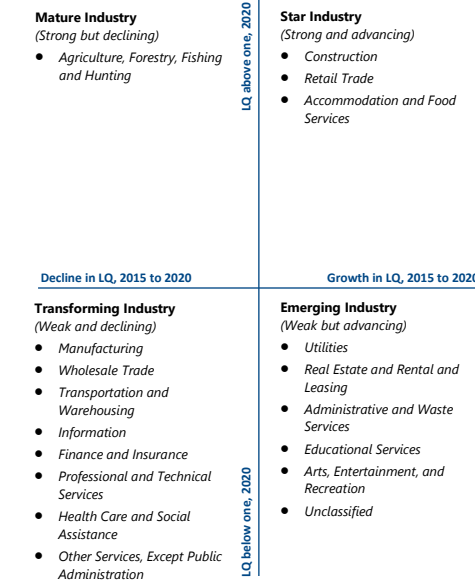 Mature Industry
(Strong but declining)
● Agriculture, Forestry, Fishing
and Hunting
LQ above one, 2020
Star Industry
(Strong and advancing)
● Construction
● Retail Trade
● Accommodation and Food
Services
Decline in LQ, 2015 to 2020
Growth in LQ, 2015 to 2020
Transforming Industry
(Weak and declining)
● Manufacturing
● Wholesale Trade
● Transportation and
Warehousing
● Information
● Finance and Insurance
● Professional and Technical
Services
● Health Care and Social
Assistance
● Other Services, Except Public
Administration
LQ below one, 2020
Emerging Industry
(Weak but advancing)
● Utilities
● Real Estate and Rental and
Leasing
● Administrative and Waste
Services
● Educational Services
● Arts, Entertainment, and
Recreation
● Unclassified